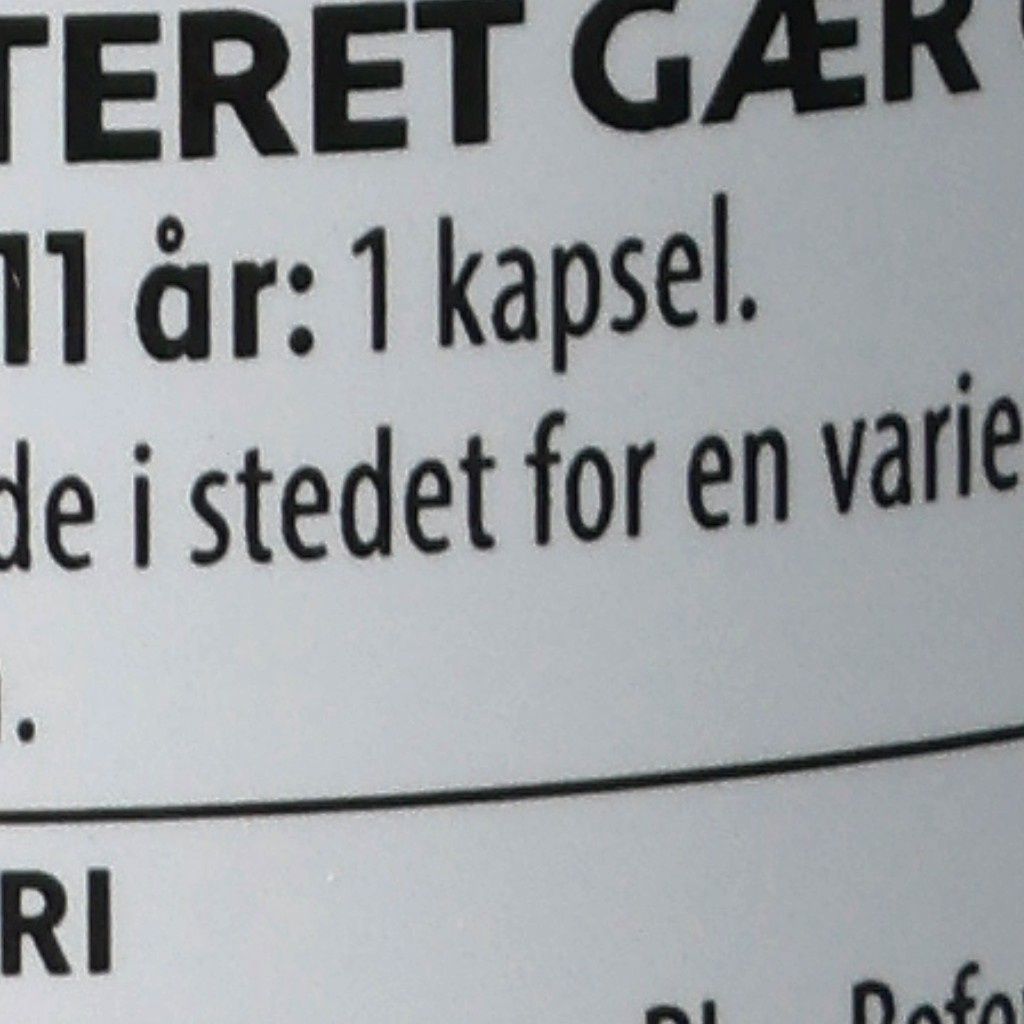 TERET GÆR
11 år: 1 kapsel.
de i stedet for en varie
.
RI